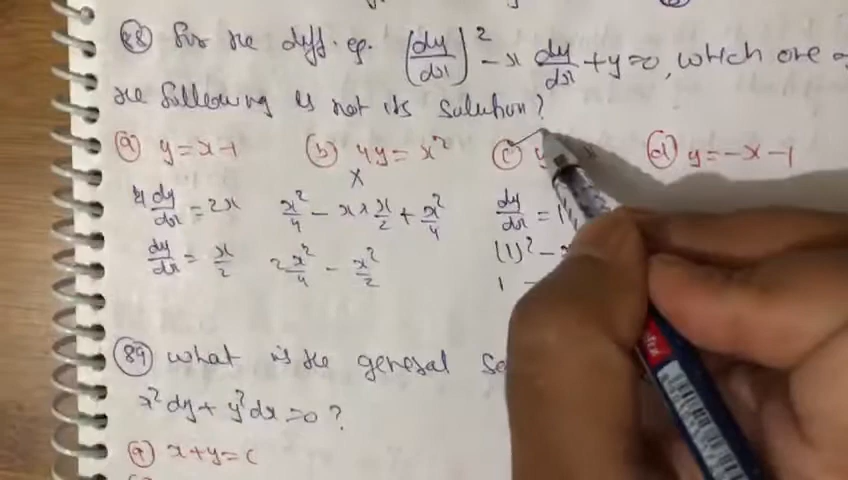 88 For the diff. eq. (dy/dx)² - x dy/dx + y = 0, which one
the following is not its solution?
(a) y = x - 1 (b) 4y = x² (c) y (d) y = -x - 1
4 dy/dx = 2x x²/4 - x × x/2 + x²/4 dy/dx = 1
dy/dx = x/2 2x²/4 - x²/2 (1)² -
1 -
89 what is the general
x² dy + y² dx = 0 ?
(a) x + y = c